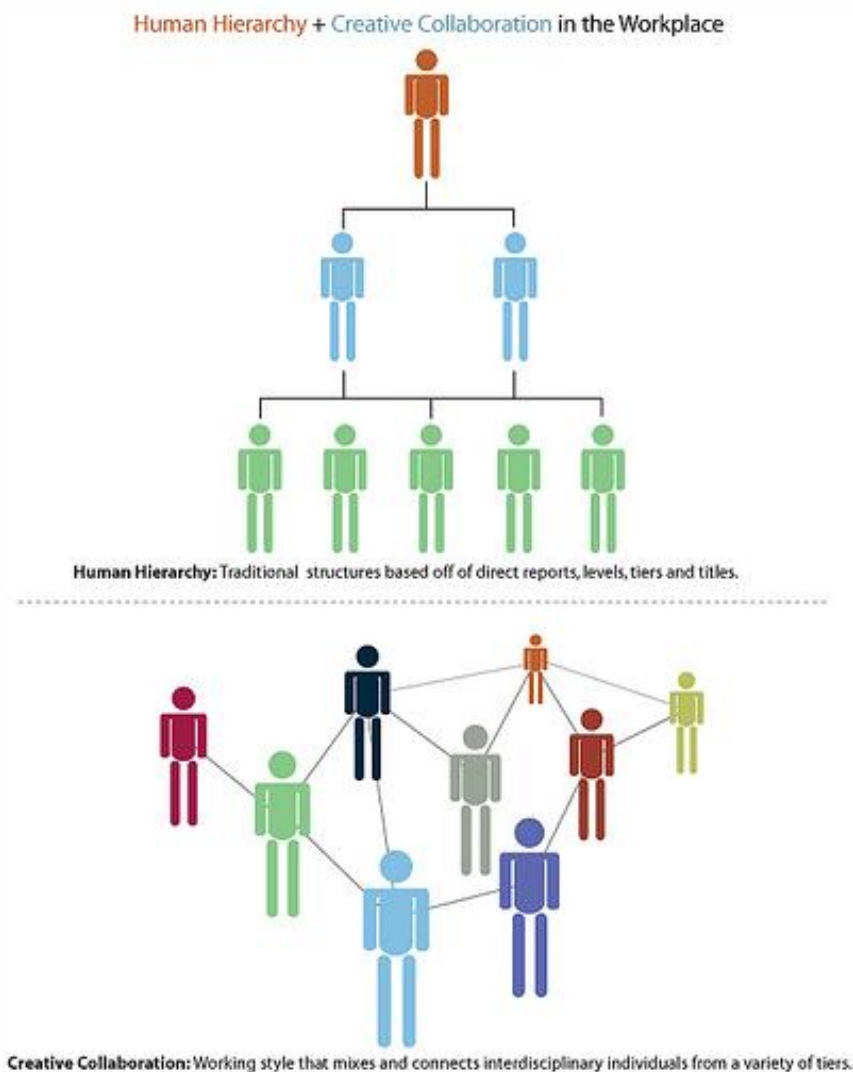 Human Hierarchy + Creative Collaboration in the Workplace
Human Hierarchy: Traditional structures based off of direct reports, levels, tiers and titles.
Creative Collaboration: Working style that mixes and connects interdisciplinary individuals from a variety of tiers.